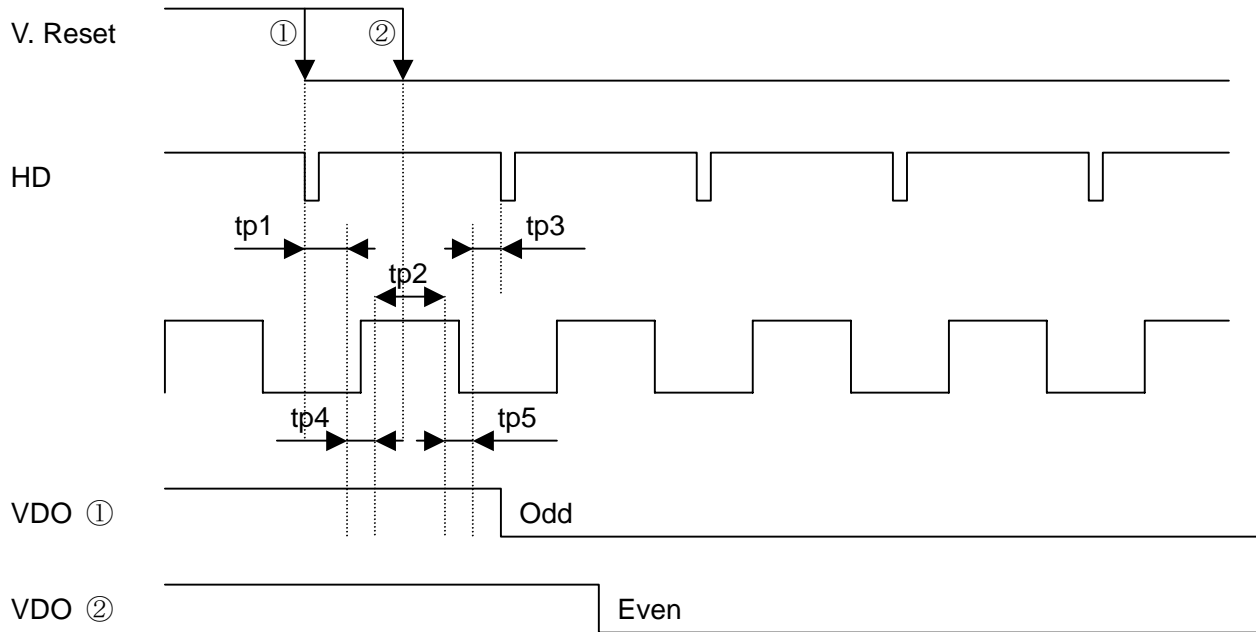 V. Reset
① ②
HD
tp1 tp3
tp2
tp4 tp5
VDO ① Odd
VDO ② Even